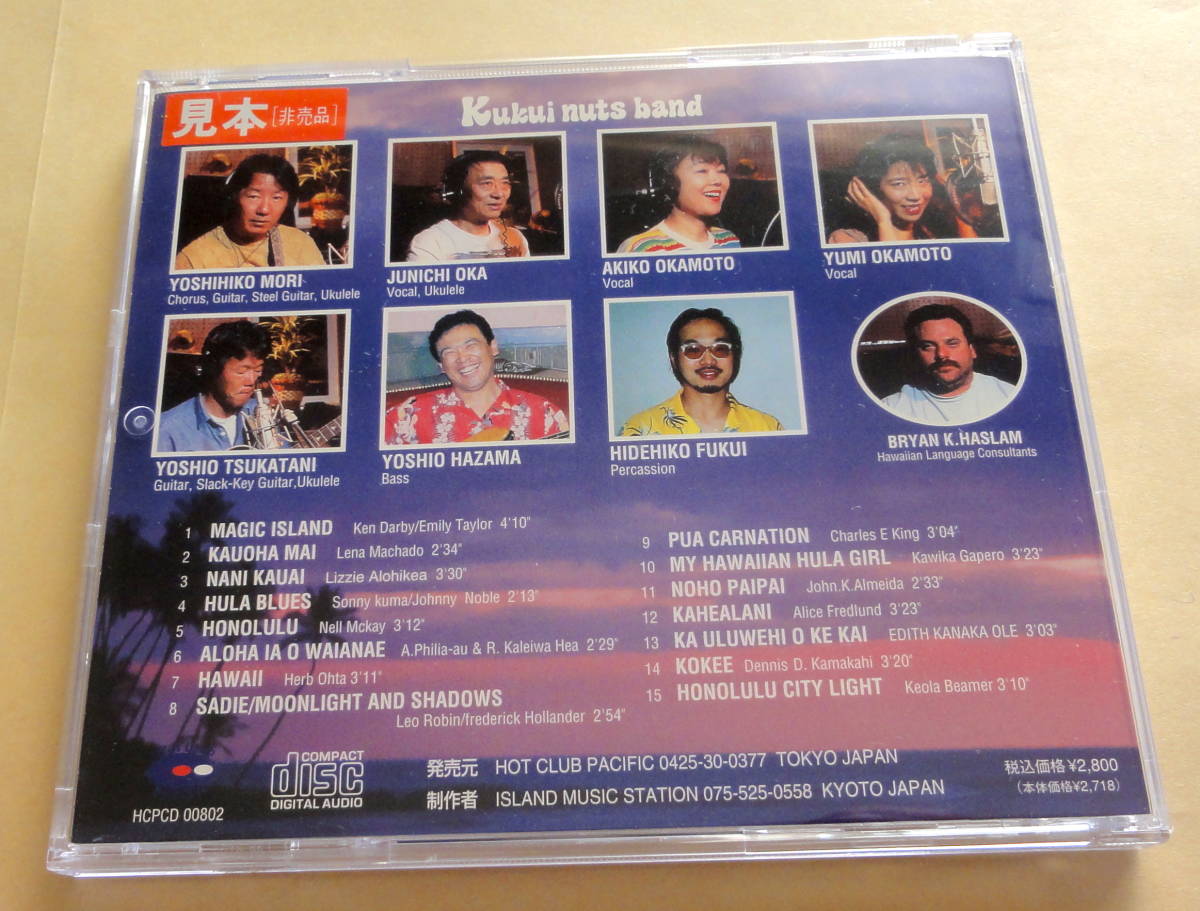 見本[非売品]
Kukui nuts band
YOSHIHIKO MORI
Chorus, Guitar, Steel Guitar, Ukulele
JUNICHI OKA
Vocal, Ukulele
AKIKO OKAMOTO
Vocal
YUMI OKAMOTO
Vocal
YOSHIO TSUKATANI
Guitar, Slack-Key Guitar,Ukulele
YOSHIO HAZAMA
Bass
HIDEHIKO FUKUI
Percassion
BRYAN K.HASLAM
Hawaiian Language Consultants
1 MAGIC ISLAND Ken Darby/Emily Taylor 4'10"
2 KAUOHA MAI Lena Machado 2'34"
3 NANI KAUAI Lizzie Alohikea 3'30"
4 HULA BLUES Sonny kuma/Johnny Noble 2'13"
5 HONOLULU Nell Mckay 3'12"
6 ALOHA IA O WAIANAE A.Philia-au & R. Kaleiwa Hea 2'29"
7 HAWAII Herb Ohta 3'11"
8 SADIE/MOONLIGHT AND SHADOWS
Leo Robin/frederick Hollander 2'54"
9 PUA CARNATION Charles E King 3'04"
10 MY HAWAIIAN HULA GIRL Kawika Gapero 3'23"
11 NOHO PAIPAI John.K.Almeida 2'33"
12 KAHEALANI Alice Fredlund 3'23"
13 KA ULUWEHI O KE KAI EDITH KANAKA OLE 3'03"
14 KOKEE Dennis D. Kamakahi 3'20"
15 HONOLULU CITY LIGHT Keola Beamer 3'10"
HCPCD 00802
COMPACT
disc
DIGITAL AUDIO
発売元 HOT CLUB PACIFIC 0425-30-0377 TOKYO JAPAN
制作者 ISLAND MUSIC STATION 075-525-0558 KYOTO JAPAN
税込価格¥2,800
(本体価格¥2,718)